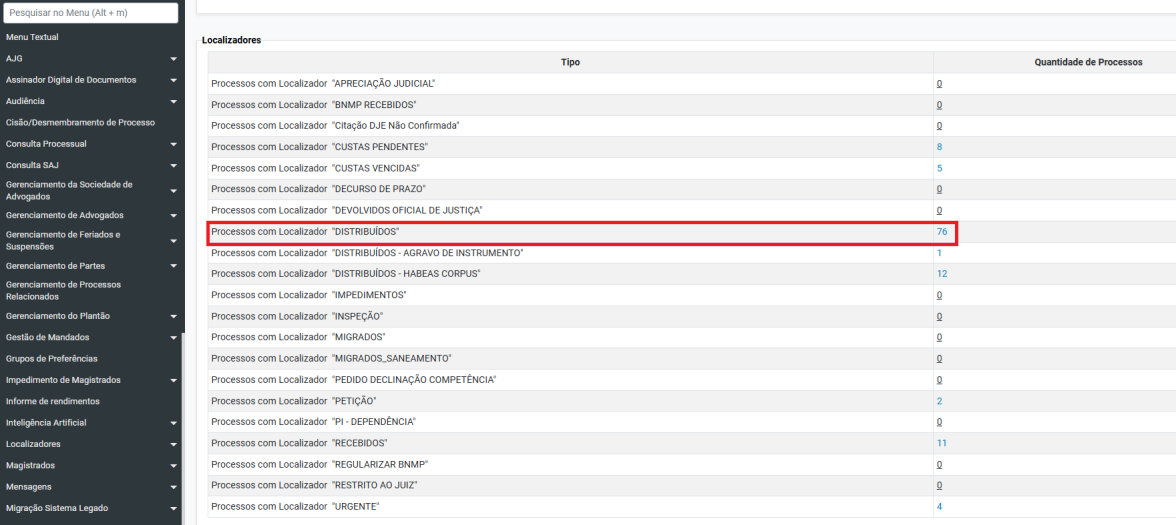 Pesquisar no Menu (Alt + m)
Menu Textual
AJG
Assinador Digital de Documentos
Audiência
Cisão/Desmembramento de Processo
Consulta Processual
Consulta SAJ
Gerenciamento da Sociedade de
Advogados
Gerenciamento de Advogados
Gerenciamento de Feriados e
Suspensões
Gerenciamento de Partes
Gerenciamento de Processos
Relacionados
Gerenciamento do Plantão
Gestão de Mandados
Grupos de Preferências
Impedimento de Magistrados
Informe de rendimentos
Inteligência Artificial
Localizadores
Magistrados
Mensagens
Migração Sistema Legado
Localizadores
Tipo Quantidade de Processos
Processos com Localizador "APRECIAÇÃO JUDICIAL" 0
Processos com Localizador "BNMP RECEBIDOS" 0
Processos com Localizador "Citação DJE Não Confirmada" 0
Processos com Localizador "CUSTAS PENDENTES" 8
Processos com Localizador "CUSTAS VENCIDAS" 5
Processos com Localizador "DECURSO DE PRAZO" 0
Processos com Localizador "DEVOLVIDOS OFICIAL DE JUSTIÇA" 0
Processos com Localizador "DISTRIBUÍDOS" 76
Processos com Localizador "DISTRIBUÍDOS - AGRAVO DE INSTRUMENTO" 1
Processos com Localizador "DISTRIBUÍDOS - HABEAS CORPUS" 12
Processos com Localizador "IMPEDIMENTOS" 0
Processos com Localizador "INSPEÇÃO" 0
Processos com Localizador "MIGRADOS" 0
Processos com Localizador "MIGRADOS_SANEAMENTO" 0
Processos com Localizador "PEDIDO DECLINAÇÃO COMPETÊNCIA" 0
Processos com Localizador "PETIÇÃO" 2
Processos com Localizador "PI - DEPENDÊNCIA" 0
Processos com Localizador "RECEBIDOS" 11
Processos com Localizador "REGULARIZAR BNMP" 0
Processos com Localizador "RESTRITO AO JUIZ" 0
Processos com Localizador "URGENTE" 4